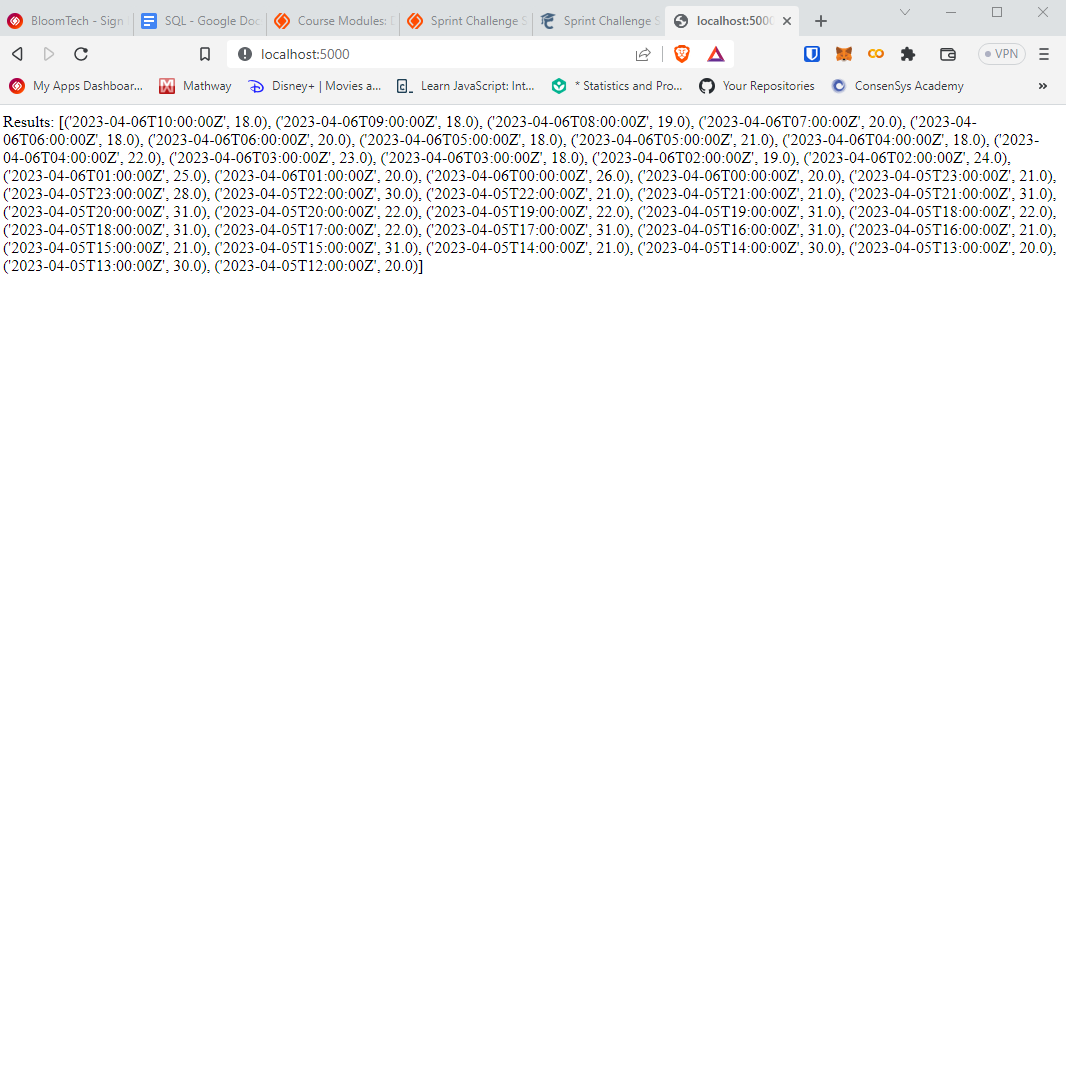 BloomTech - Sign
SQL - Google Doc
Course Modules:
Sprint Challenge S
Sprint Challenge S
localhost:5000
localhost:5000
VPN
My Apps Dashboar...
Mathway
Disney+ | Movies a...
Learn JavaScript: Int...
* Statistics and Pro...
Your Repositories
ConsenSys Academy
»
Results: [('2023-04-06T10:00:00Z', 18.0), ('2023-04-06T09:00:00Z', 18.0), ('2023-04-06T08:00:00Z', 19.0), ('2023-04-06T07:00:00Z', 20.0), ('2023-04-
06T06:00:00Z', 18.0), ('2023-04-06T06:00:00Z', 20.0), ('2023-04-06T05:00:00Z', 18.0), ('2023-04-06T05:00:00Z', 21.0), ('2023-04-06T04:00:00Z', 18.0), ('2023-
04-06T04:00:00Z', 22.0), ('2023-04-06T03:00:00Z', 23.0), ('2023-04-06T03:00:00Z', 18.0), ('2023-04-06T02:00:00Z', 19.0), ('2023-04-06T02:00:00Z', 24.0),
('2023-04-06T01:00:00Z', 25.0), ('2023-04-06T01:00:00Z', 20.0), ('2023-04-06T00:00:00Z', 26.0), ('2023-04-06T00:00:00Z', 20.0), ('2023-04-05T23:00:00Z', 21.0),
('2023-04-05T23:00:00Z', 28.0), ('2023-04-05T22:00:00Z', 30.0), ('2023-04-05T22:00:00Z', 21.0), ('2023-04-05T21:00:00Z', 21.0), ('2023-04-05T21:00:00Z', 31.0),
('2023-04-05T20:00:00Z', 31.0), ('2023-04-05T20:00:00Z', 22.0), ('2023-04-05T19:00:00Z', 22.0), ('2023-04-05T19:00:00Z', 31.0), ('2023-04-05T18:00:00Z', 22.0),
('2023-04-05T18:00:00Z', 31.0), ('2023-04-05T17:00:00Z', 22.0), ('2023-04-05T17:00:00Z', 31.0), ('2023-04-05T16:00:00Z', 31.0), ('2023-04-05T16:00:00Z', 21.0),
('2023-04-05T15:00:00Z', 21.0), ('2023-04-05T15:00:00Z', 31.0), ('2023-04-05T14:00:00Z', 21.0), ('2023-04-05T14:00:00Z', 30.0), ('2023-04-05T13:00:00Z', 20.0),
('2023-04-05T13:00:00Z', 30.0), ('2023-04-05T12:00:00Z', 20.0)]